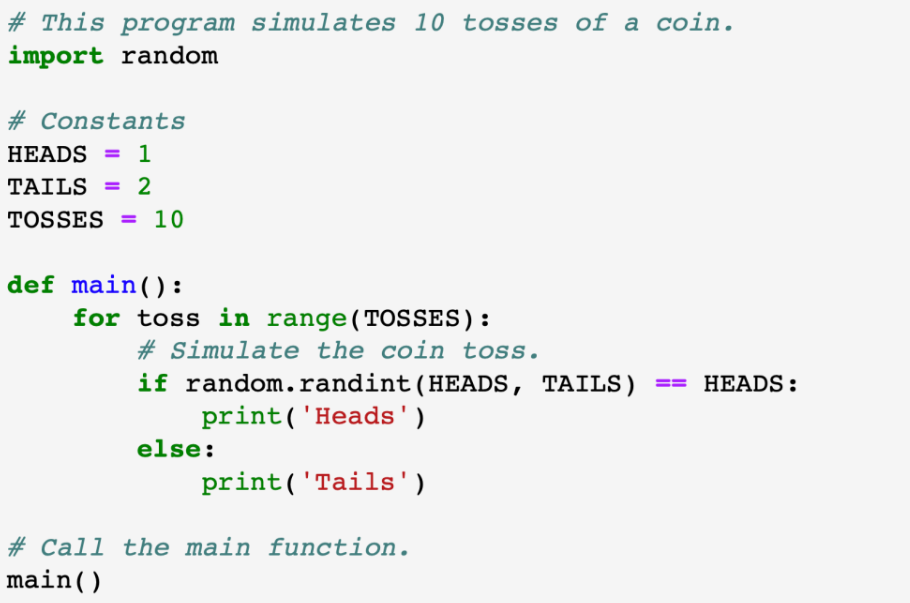 # This program simulates 10 tosses of a coin.
import random

# Constants
HEADS = 1
TAILS = 2
TOSSES = 10

def main():
    for toss in range(TOSSES):
        # Simulate the coin toss.
        if random.randint(HEADS, TAILS) == HEADS:
            print('Heads')
        else:
            print('Tails')

# Call the main function.
main()